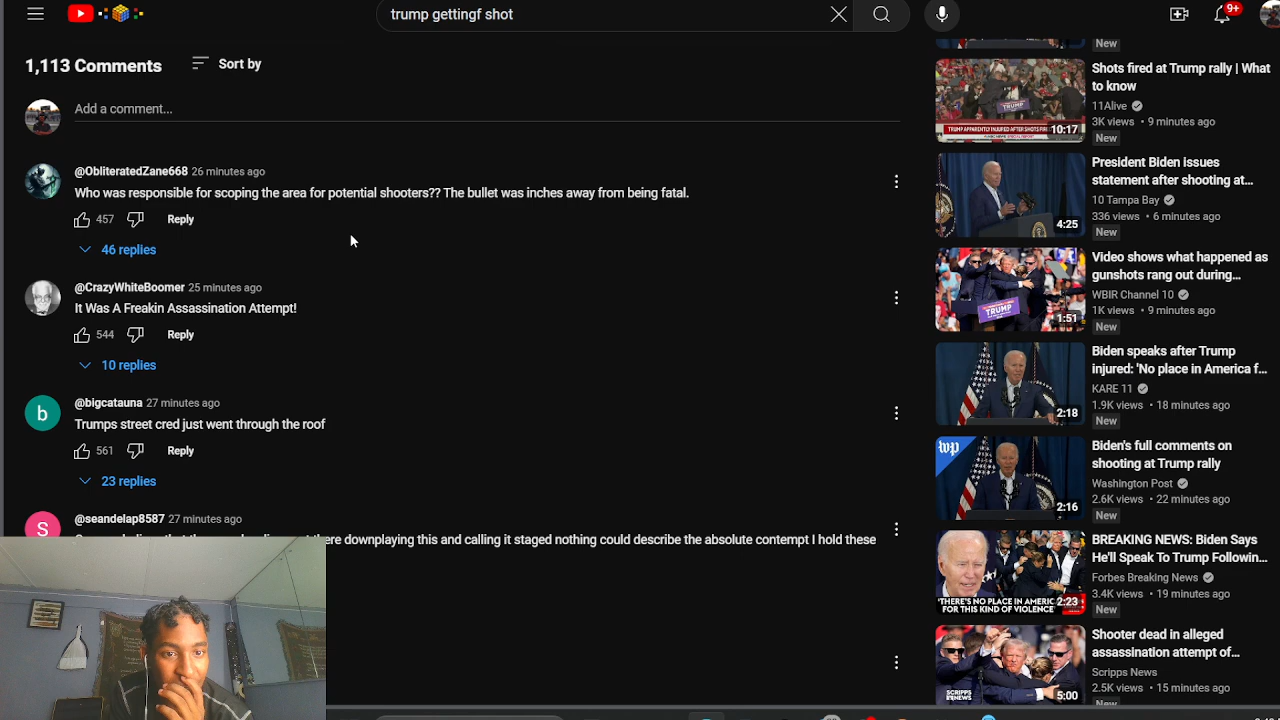 trump gettingf shot
9+
1,113 Comments
Sort by
Add a comment...
@ObliteratedZane668 26 minutes ago
Who was responsible for scoping the area for potential shooters?? The bullet was inches away from being fatal.
457
Reply
46 replies
@CrazyWhiteBoomer 25 minutes ago
It Was A Freakin Assassination Attempt!
544
Reply
10 replies
b
@bigcatauna 27 minutes ago
Trumps street cred just went through the roof
561
Reply
23 replies
S
@seandelap8587 27 minutes ago
there downplaying this and calling it staged nothing could describe the absolute contempt I hold these
New
Shots fired at Trump rally | What
to know
11Alive
3K views • 9 minutes ago
New
TRUMP
10:17
President Biden issues
statement after shooting at...
10 Tampa Bay
336 views • 6 minutes ago
New
4:25
Video shows what happened as
gunshots rang out during...
WBIR Channel 10
1K views • 9 minutes ago
New
TRUMP
1:51
Biden speaks after Trump
injured: 'No place in America f...
KARE 11
1.9K views • 18 minutes ago
New
2:18
Biden's full comments on
shooting at Trump rally
Washington Post
2.6K views • 22 minutes ago
New
wp
2:16
BREAKING NEWS: Biden Says
He'll Speak To Trump Followin...
Forbes Breaking News
3.4K views • 19 minutes ago
New
'THERE'S NO PLACE IN AMERIC
FOR THIS KIND OF VIOLENCE'
2:23
Shooter dead in alleged
assassination attempt of...
Scripps News
2.5K views • 15 minutes ago
SCRIPPS
NEWS
5:00